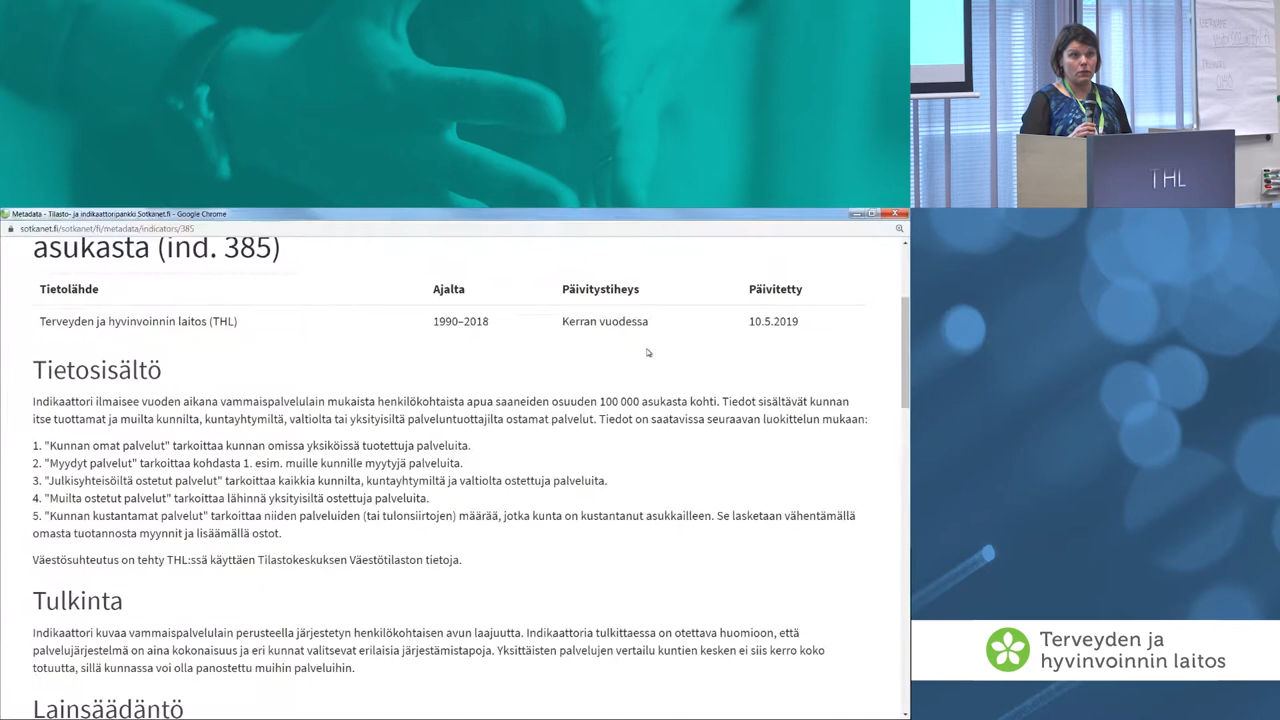 THL
Metadata - Tilasto- ja indikaattoripankki Sotkanet.fi - Google Chrome
sotkanet.fi/sotkanet/fi/metadata/indicators/385
asukasta (ind. 385)
Tietolähde Ajalta Päivitystiheys Päivitetty
Terveyden ja hyvinvoinnin laitos (THL) 1990–2018 Kerran vuodessa 10.5.2019
Tietosisältö
Indikaattori ilmaisee vuoden aikana vammaispalvelulain mukaista henkilökohtaista apua saaneiden osuuden 100 000 asukasta kohti. Tiedot sisältävät kunnan
itse tuottamat ja muilta kunnilta, kuntayhtymiltä, valtiolta tai yksityisiltä palveluntuottajilta ostamat palvelut. Tiedot on saatavissa seuraavan luokittelun mukaan:
1. "Kunnan omat palvelut" tarkoittaa kunnan omissa yksiköissä tuotettuja palveluita.
2. "Myydyt palvelut" tarkoittaa kohdasta 1. esim. muille kunnille myytyjä palveluita.
3. "Julkisyhteisöiltä ostetut palvelut" tarkoittaa kaikkia kunnilta, kuntayhtymiltä ja valtiolta ostettuja palveluita.
4. "Muilta ostetut palvelut" tarkoittaa lähinnä yksityisiltä ostettuja palveluita.
5. "Kunnan kustantamat palvelut" tarkoittaa niiden palveluiden (tai tulonsiirtojen) määrää, jotka kunta on kustantanut asukkailleen. Se lasketaan vähentämällä
omasta tuotannosta myynnit ja lisäämällä ostot.
Väestösuhteutus on tehty THL:ssä käyttäen Tilastokeskuksen Väestötilaston tietoja.
Tulkinta
Indikaattori kuvaa vammaispalvelulain perusteella järjestetyn henkilökohtaisen avun laajuutta. Indikaattoria tulkittaessa on otettava huomioon, että
palvelujärjestelmä on aina kokonaisuus ja eri kunnat valitsevat erilaisia järjestämistapoja. Yksittäisten palvelujen vertailu kuntien kesken ei siis kerro koko
totuutta, sillä kunnassa voi olla panostettu muihin palveluihin.
Lainsäädäntö
Terveyden ja
hyvinvoinnin laitos